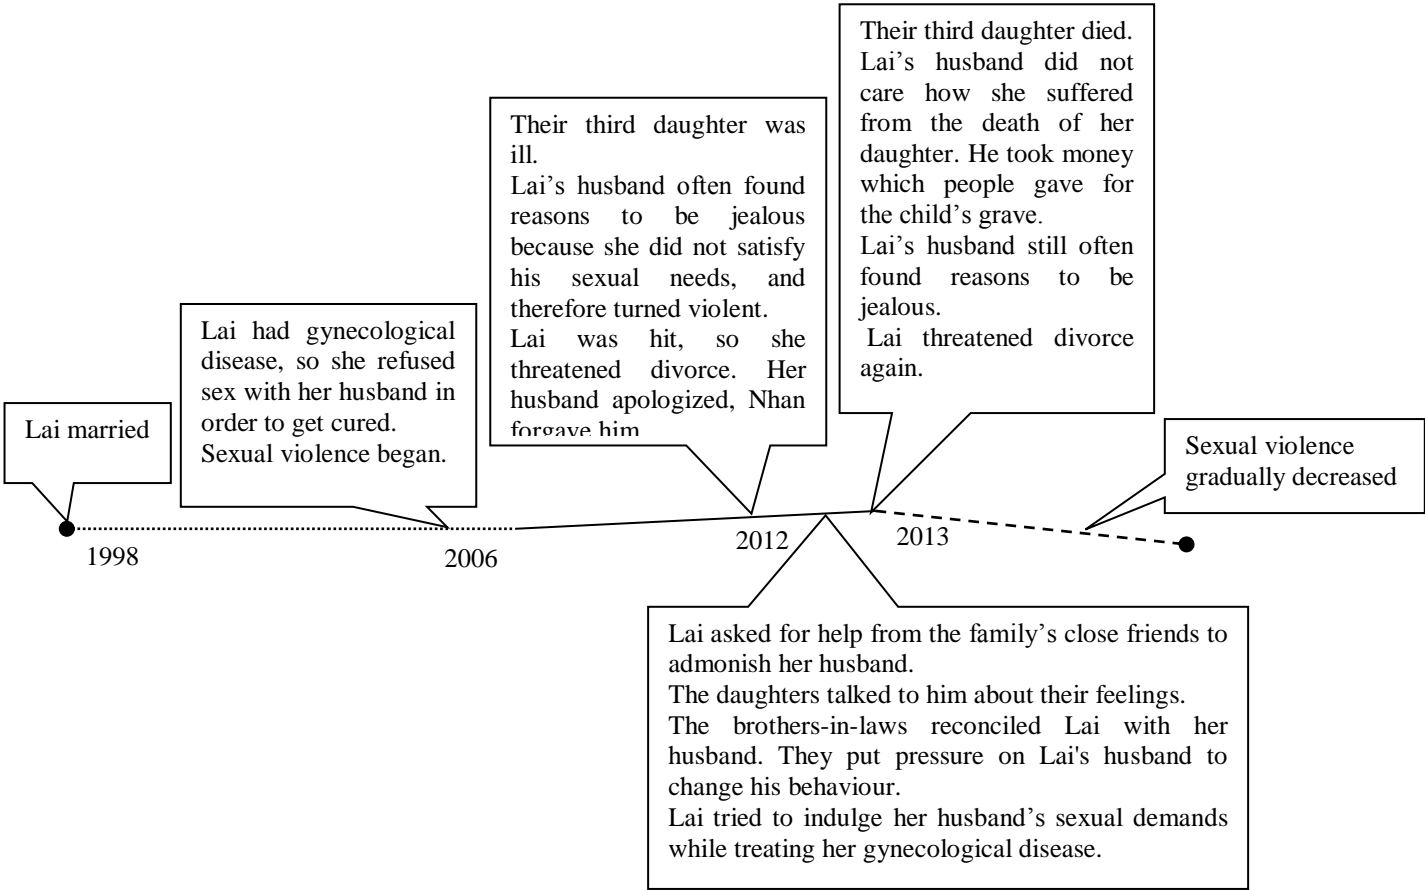 Lai married
Lai had gynecological
disease, so she refused
sex with her husband in
order to get cured.
Sexual violence began.
Their third daughter was
ill.
Lai’s husband often found
reasons to be jealous
because she did not satisfy
his sexual needs, and
therefore turned violent.
Lai was hit, so she
threatened divorce. Her
husband apologized, Nhan
forgave him
Their third daughter died.
Lai’s husband did not
care how she suffered
from the death of her
daughter. He took money
which people gave for
the child’s grave.
Lai’s husband still often
found reasons to be
jealous.
Lai threatened divorce
again.
Sexual violence
gradually decreased
1998
2006
2012
2013
Lai asked for help from the family’s close friends to
admonish her husband.
The daughters talked to him about their feelings.
The brothers-in-laws reconciled Lai with her
husband. They put pressure on Lai's husband to
change his behaviour.
Lai tried to indulge her husband’s sexual demands
while treating her gynecological disease.